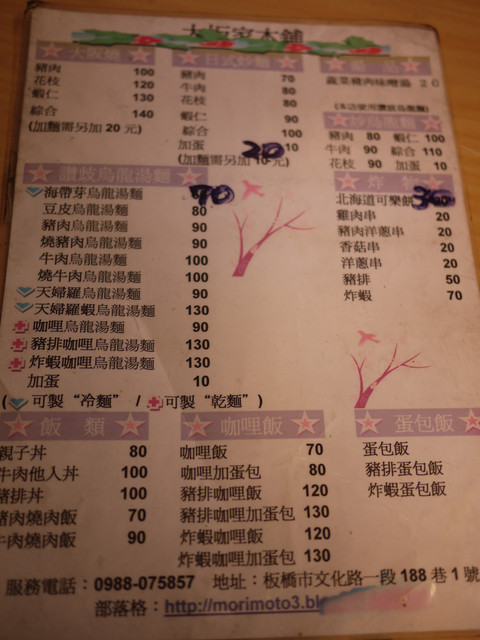 大阪家本舖
大阪燒
豬肉 100
花枝 120
蝦仁 130
綜合 140
(加麵需另加 20 元)
日式炒麵
豬肉 70
牛肉 80
花枝 80
蝦仁 90
綜合 100
加蛋 10
(加麵需另加 10 元)
20
蔬菜豬肉味噌湯 20
豬肉 80 蝦仁 100
牛肉 90 綜合 110
花枝 90 加蛋 10
讚岐烏龍湯麵
海帶芽烏龍湯麵 70
豆皮烏龍湯麵 80
豬肉烏龍湯麵 90
燒豬肉烏龍湯麵 90
牛肉烏龍湯麵 100
燒牛肉烏龍湯麵 100
天婦羅烏龍湯麵 90
天婦羅蝦烏龍湯麵 130
咖哩烏龍湯麵 90
豬排咖哩烏龍湯麵 130
炸蝦咖哩烏龍湯麵 130
加蛋 10
(可製“冷麵” / 可製“乾麵”)
炸物
北海道可樂餅 30
雞肉串 20
豬肉洋蔥串 20
香菇串 20
洋蔥串 20
豬排 50
炸蝦 70
飯類
親子丼 80
牛肉他人丼 100
豬排丼 100
豬肉燒肉飯 70
牛肉燒肉飯 90
咖哩飯
咖哩飯 70
咖哩加蛋包 80
豬排咖哩飯 120
豬排咖哩加蛋包 130
炸蝦咖哩飯 120
炸蝦咖哩加蛋包 130
蛋包飯
蛋包飯
豬排蛋包飯
炸蝦蛋包飯
服務電話：0988-075857 地址：板橋市文化路一段 188 巷 1 號
部落格：http://morimoto3.bl